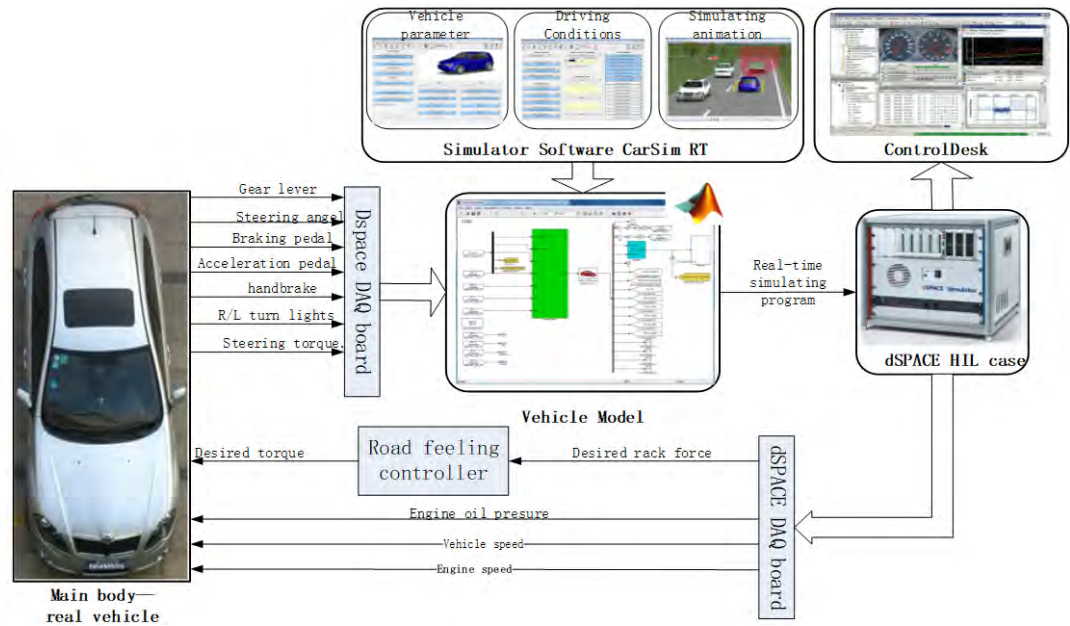 Vehicle
parameter
Driving
Conditions
Simulating
animation
Simulator Software CarSim RT
ControlDesk
Gear lever
Steering angel
Braking pedal
Acceleration pedal
handbrake
R/L turn lights
Steering torque.
Dspace DAQ board
Real-time
simulating
program
dSPACE Simulator
dSPACE HIL case
Vehicle Model
Desired torque
Road feeling
controller
Desired rack force
dSPACE DAQ board
Engine oil presure
Vehicle speed
Engine speed
Main body—
real vehicle